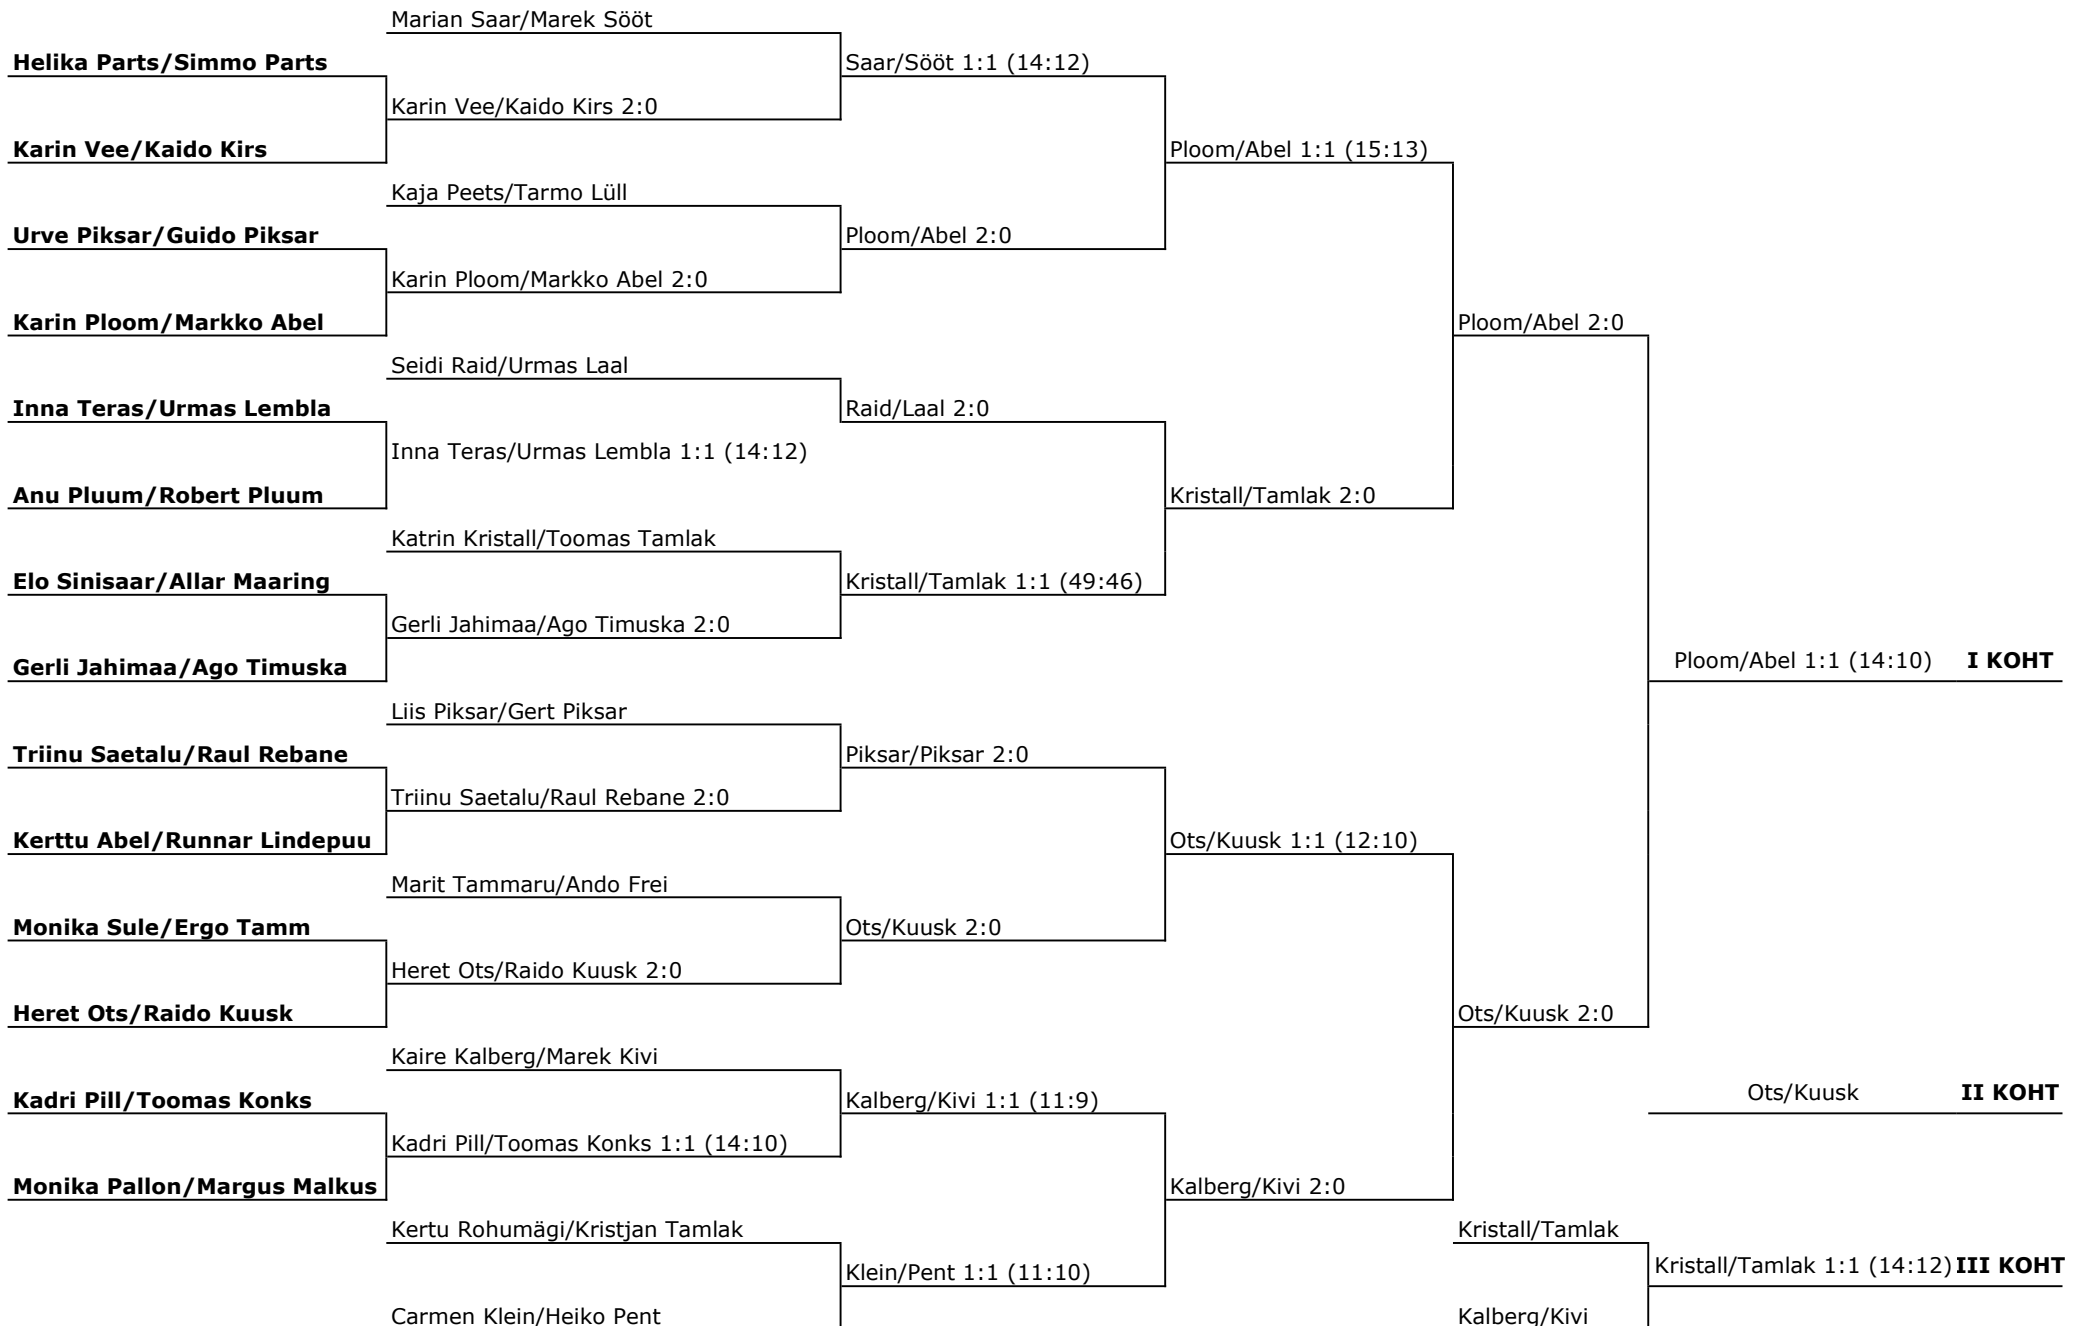 Marian Saar/Marek Sööt
Helika Parts/Simmo Parts
Saar/Sööt 1:1 (14:12)
Karin Vee/Kaido Kirs 2:0
Karin Vee/Kaido Kirs
Ploom/Abel 1:1 (15:13)
Kaja Peets/Tarmo Lüll
Urve Piksar/Guido Piksar
Ploom/Abel 2:0
Karin Ploom/Markko Abel 2:0
Karin Ploom/Markko Abel
Ploom/Abel 2:0
Seidi Raid/Urmas Laal
Inna Teras/Urmas Lembla
Raid/Laal 2:0
Inna Teras/Urmas Lembla 1:1 (14:12)
Anu Pluum/Robert Pluum
Kristall/Tamlak 2:0
Katrin Kristall/Toomas Tamlak
Elo Sinisaar/Allar Maaring
Kristall/Tamlak 1:1 (49:46)
Gerli Jahimaa/Ago Timuska 2:0
Gerli Jahimaa/Ago Timuska
Ploom/Abel 1:1 (14:10) I KOHT
Liis Piksar/Gert Piksar
Triinu Saetalu/Raul Rebane
Piksar/Piksar 2:0
Triinu Saetalu/Raul Rebane 2:0
Kerttu Abel/Runnar Lindepuu
Ots/Kuusk 1:1 (12:10)
Marit Tammaru/Ando Frei
Monika Sule/Ergo Tamm
Ots/Kuusk 2:0
Heret Ots/Raido Kuusk 2:0
Heret Ots/Raido Kuusk
Ots/Kuusk 2:0
Kaire Kalberg/Marek Kivi
Kadri Pill/Toomas Konks
Kalberg/Kivi 1:1 (11:9)
Ots/Kuusk II KOHT
Kadri Pill/Toomas Konks 1:1 (14:10)
Monika Pallon/Margus Malkus
Kalberg/Kivi 2:0
Kertu Rohumägi/Kristjan Tamlak
Kristall/Tamlak
Klein/Pent 1:1 (11:10)
Kristall/Tamlak 1:1 (14:12) III KOHT
Carmen Klein/Heiko Pent
Kalberg/Kivi